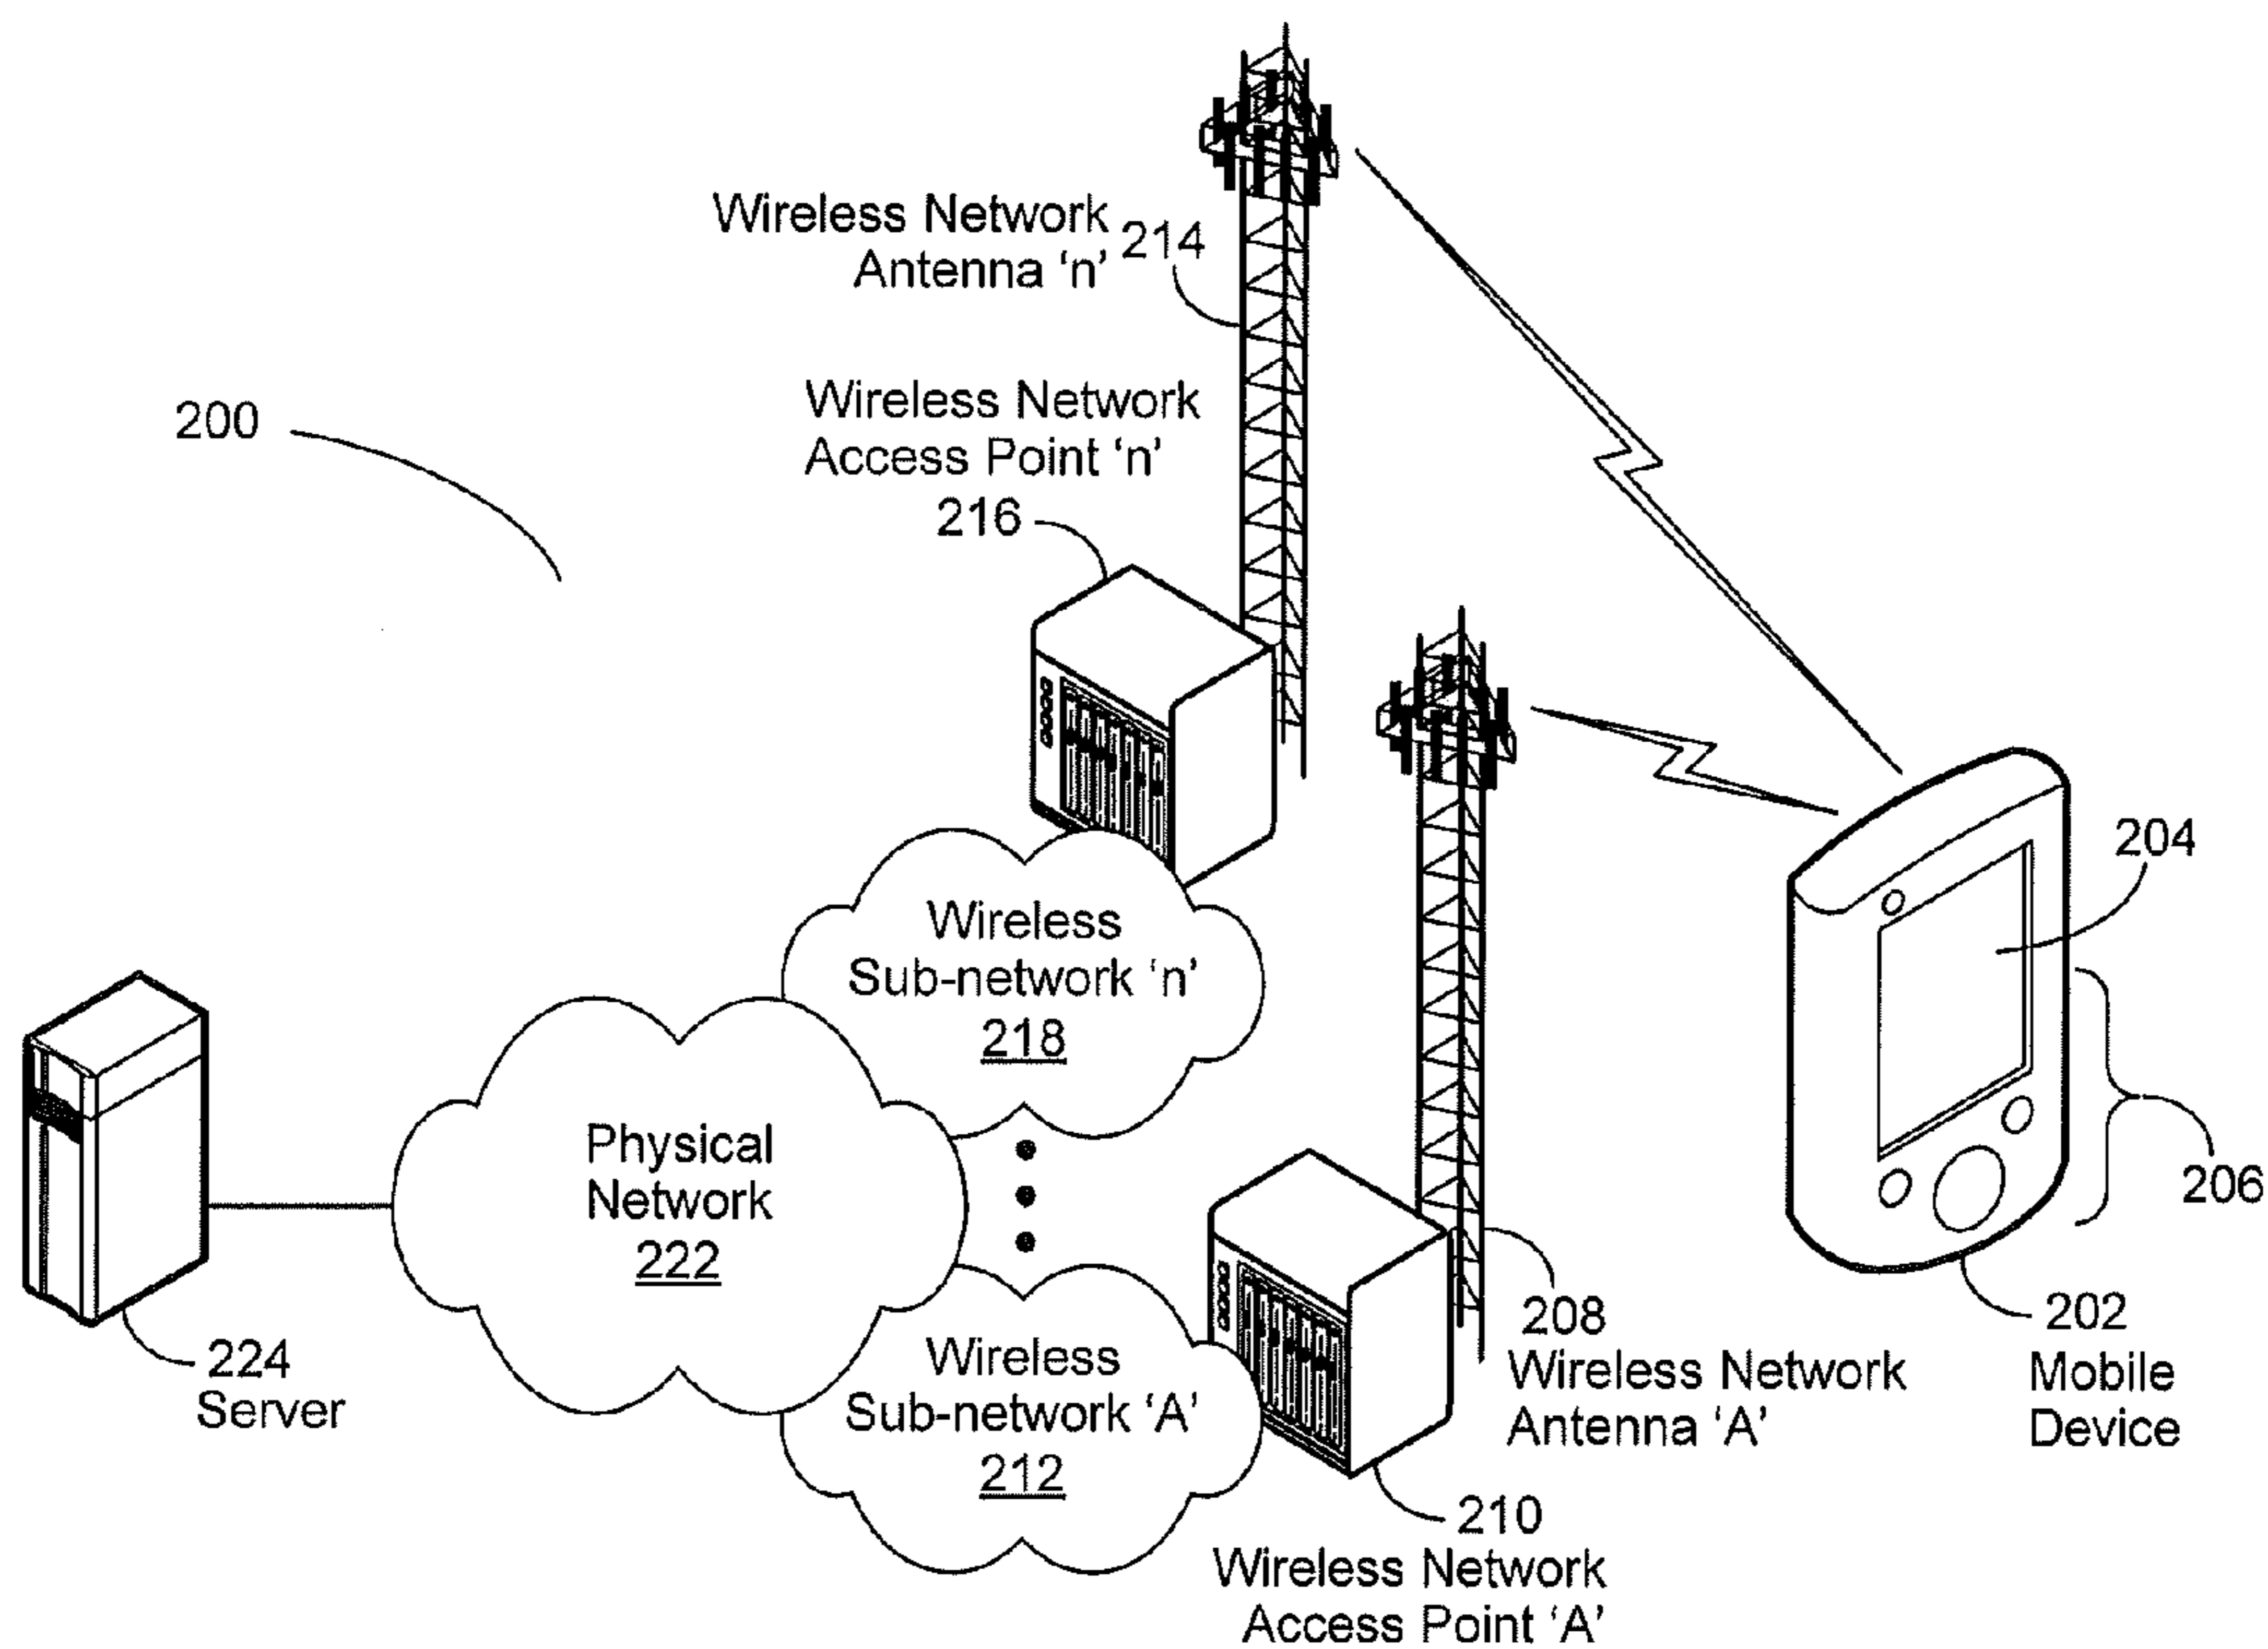 Wireless Network
Antenna ‘n’
214
200
Wireless Network
Access Point ‘n’
216
204
Wireless
Sub-network ‘n’
218
Physical
Network
222
206
224
Server
Wireless
Sub-network ‘A’
212
208
Wireless Network
Antenna ‘A’
202
Mobile
Device
210
Wireless Network
Access Point ‘A’